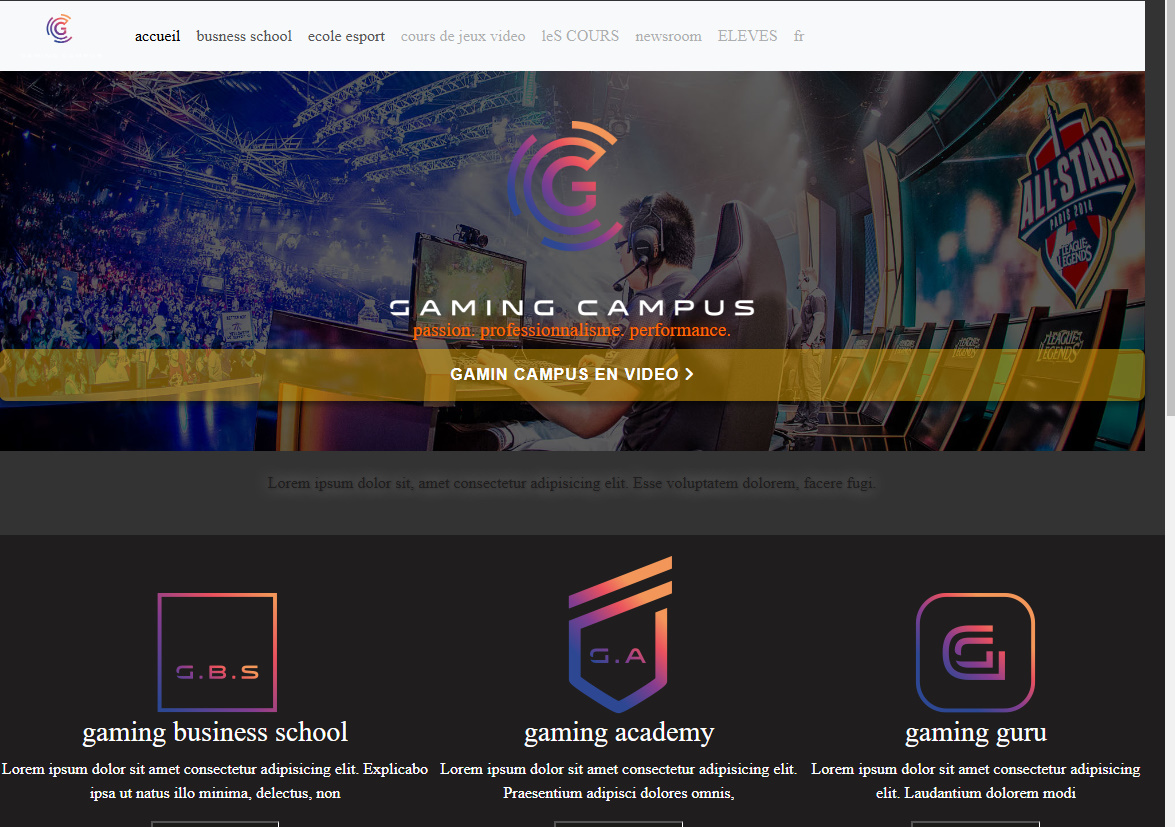 G
accueil busness school ecole esport cours de jeux video leS COURS newsroom ELEVES fr
G
ALL-STAR
PARIS 2014
LEAGUE
LEGENDS
GAMING CAMPUS
passion. professionnalisme. performance.
LEAGUE LEGENDS
LEAGUE LEGENDS
GAMIN CAMPUS EN VIDEO
Lorem ipsum dolor sit, amet consectetur adipisicing elit. Esse voluptatem dolorem, facere fugi.
G.B.S
G.A
G
gaming business school
gaming academy
gaming guru
Lorem ipsum dolor sit amet consectetur adipisicing elit. Explicabo
ipsa ut natus illo minima, delectus, non
Lorem ipsum dolor sit amet consectetur adipisicing elit.
Praesentium adipisci dolores omnis,
Lorem ipsum dolor sit amet consectetur adipisicing
elit. Laudantium dolorem modi